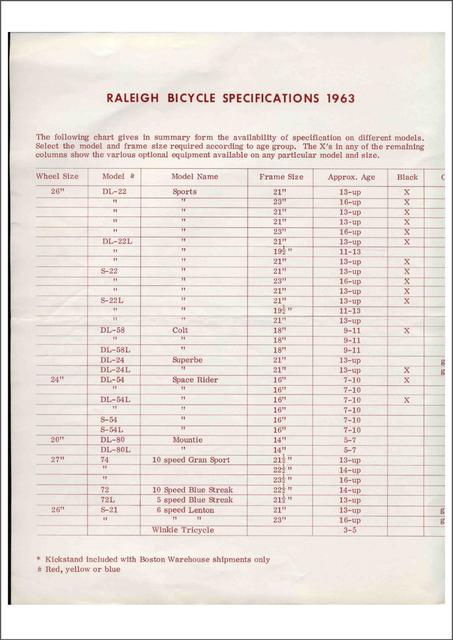 RALEIGH BICYCLE SPECIFICATIONS 1963
The following chart gives in summary form the availability of specification on different models.
Select the model and frame size required according to age group. The X's in any of the remaining
columns show the various optional equipment available on any particular model and size.
Wheel Size Model # Model Name Frame Size Approx. Age Black C
26" DL-22 Sports 21" 13-up X
" " 23" 16-up X
" " 21" 13-up X
" " 21" 13-up X
" " 23" 16-up X
DL-22L " 21" 13-up X
" " 19½" 11-13
" " 21" 13-up X
S-22 " 21" 13-up X
" " 23" 16-up X
" " 21" 13-up X
S-22L " 21" 13-up X
" " 19½" 11-13
" " 21" 13-up
DL-58 Colt 18" 9-11 X
" " 18" 9-11
DL-58L " 18" 9-11
DL-24 Superbe 21" 13-up g
DL-24L " 21" 13-up X g
24" DL-54 Space Rider 16" 7-10 X
" " 16" 7-10
DL-54L " 16" 7-10 X
" " 16" 7-10
S-54 " 16" 7-10
S-54L " 16" 7-10
20" DL-80 Mountie 14" 5-7
DL-80L " 14" 5-7
27" 74 10 speed Gran Sport 21½" 13-up
" 22½" 14-up
" 23½" 16-up
72 10 Speed Blue Streak 22½" 14-up
72L 5 speed Blue Streak 21½" 13-up
26" S-21 6 speed Lenton 21" 13-up g
" " " 23" 16-up g
Winkie Tricycle 3-5
* Kickstand included with Boston Warehouse shipments only
# Red, yellow or blue